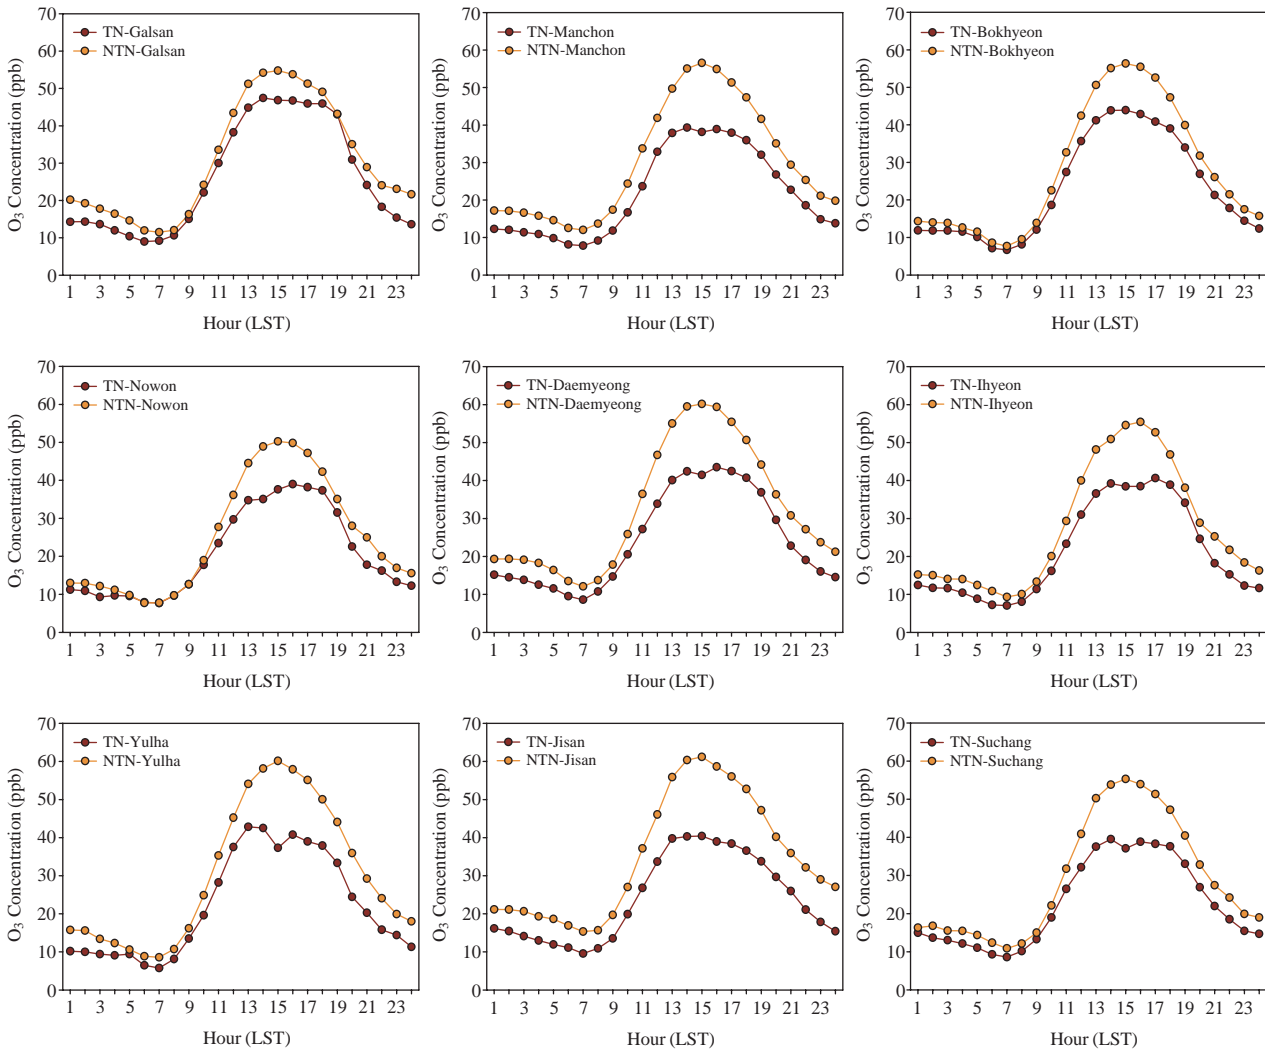 TN-Galsan
NTN-Galsan
O3 Concentration (ppb)
70
60
50
40
30
20
10
0
1 3 5 7 9 11 13 15 17 19 21 23
Hour (LST)
TN-Manchon
NTN-Manchon
O3 Concentration (ppb)
70
60
50
40
30
20
10
0
1 3 5 7 9 11 13 15 17 19 21 23
Hour (LST)
TN-Bokhyeon
NTN-Bokhyeon
O3 Concentration (ppb)
70
60
50
40
30
20
10
0
1 3 5 7 9 11 13 15 17 19 21 23
Hour (LST)
TN-Nowon
NTN-Nowon
O3 Concentration (ppb)
70
60
50
40
30
20
10
0
1 3 5 7 9 11 13 15 17 19 21 23
Hour (LST)
TN-Daemyeong
NTN-Daemyeong
O3 Concentration (ppb)
70
60
50
40
30
20
10
0
1 3 5 7 9 11 13 15 17 19 21 23
Hour (LST)
TN-Ihyeon
NTN-Ihyeon
O3 Concentration (ppb)
70
60
50
40
30
20
10
0
1 3 5 7 9 11 13 15 17 19 21 23
Hour (LST)
TN-Yulha
NTN-Yulha
O3 Concentration (ppb)
70
60
50
40
30
20
10
0
1 3 5 7 9 11 13 15 17 19 21 23
Hour (LST)
TN-Jisan
NTN-Jisan
O3 Concentration (ppb)
70
60
50
40
30
20
10
0
1 3 5 7 9 11 13 15 17 19 21 23
Hour (LST)
TN-Suchang
NTN-Suchang
O3 Concentration (ppb)
70
60
50
40
30
20
10
0
1 3 5 7 9 11 13 15 17 19 21 23
Hour (LST)